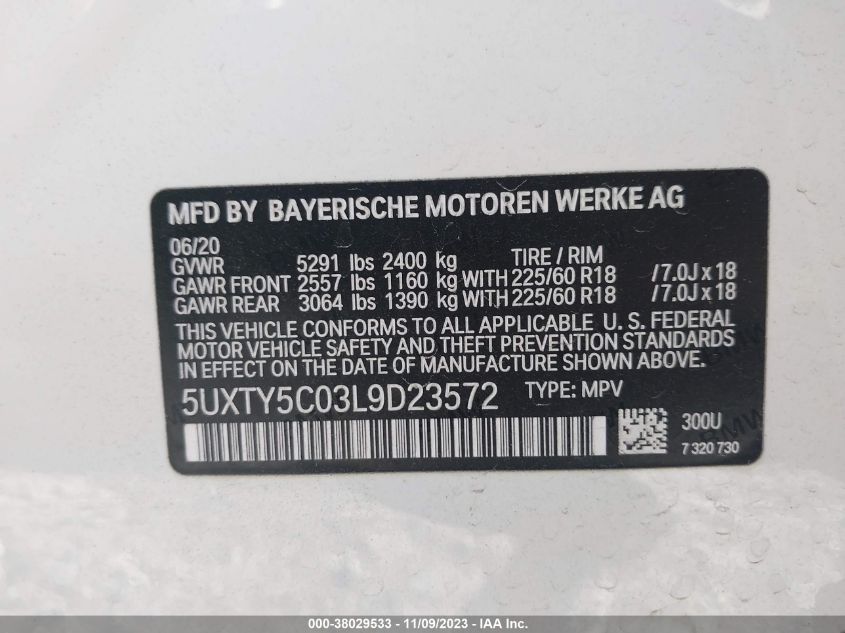 MFD BY BAYERISCHE MOTOREN WERKE AG
06/20
GVWR 5291 lbs 2400 kg TIRE / RIM
GAWR FRONT 2557 lbs 1160 kg WITH 225/60 R18 /7.0J x 18
GAWR REAR 3064 lbs 1390 kg WITH 225/60 R18 /7.0J x 18
THIS VEHICLE CONFORMS TO ALL APPLICABLE U. S. FEDERAL
MOTOR VEHICLE SAFETY AND THEFT PREVENTION STANDARDS
IN EFFECT ON THE DATE OF MANUFACTURE SHOWN ABOVE.
5UXTY5C03L9D23572 TYPE: MPV
300U
7 320 730
000-38029533 - 11/09/2023 - IAA Inc.